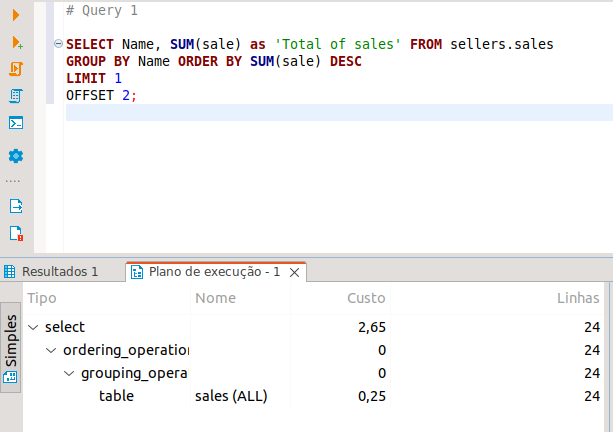 # Query 1
SELECT Name, SUM(sale) as 'Total of sales' FROM sellers.sales
GROUP BY Name ORDER BY SUM(sale) DESC
LIMIT 1
OFFSET 2;
Resultados 1 Plano de execução - 1
Simples
Tipo Nome Custo Linhas
select 2,65 24
ordering_operation 0 24
grouping_opera 0 24
table sales (ALL) 0,25 24